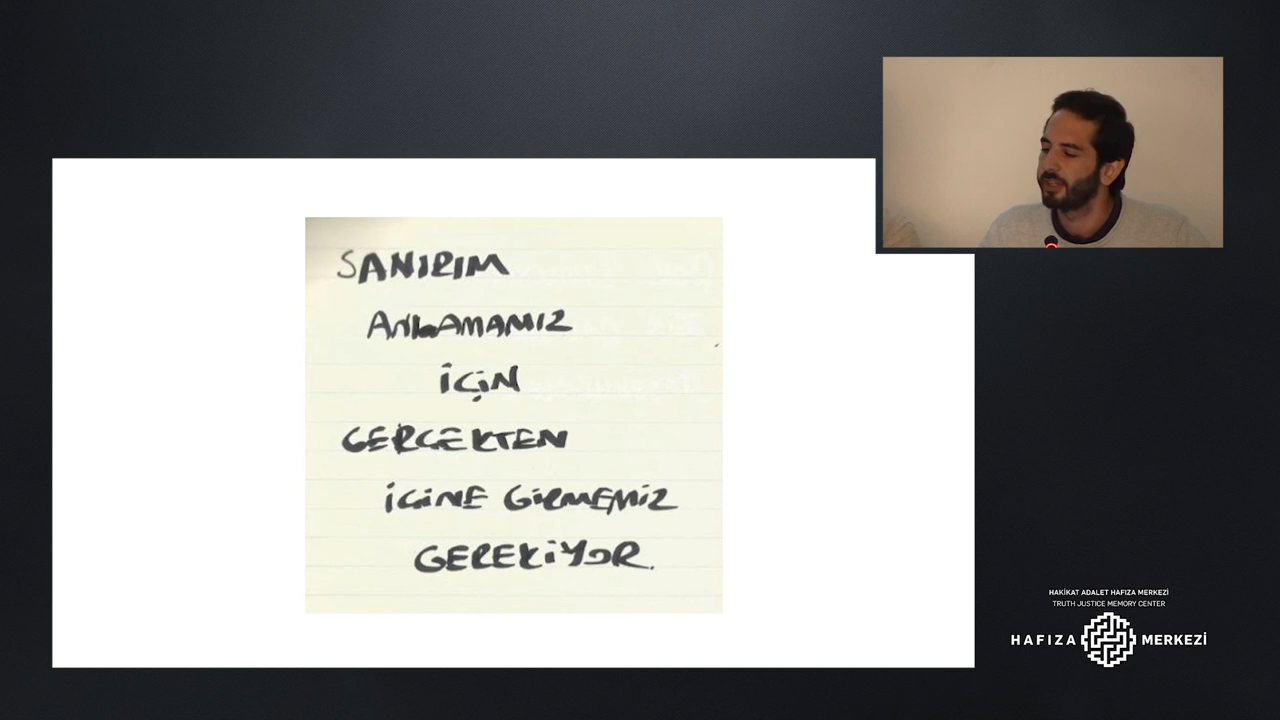 SANIRIM
ANLAMAMIZ
İÇİN
GERÇEKTEN
İÇİNE GİRMEMİZ
GEREKİYOR.
HAKİKAT ADALET HAFIZA MERKEZİ
TRUTH JUSTICE MEMORY CENTER
HAFIZA MERKEZİ